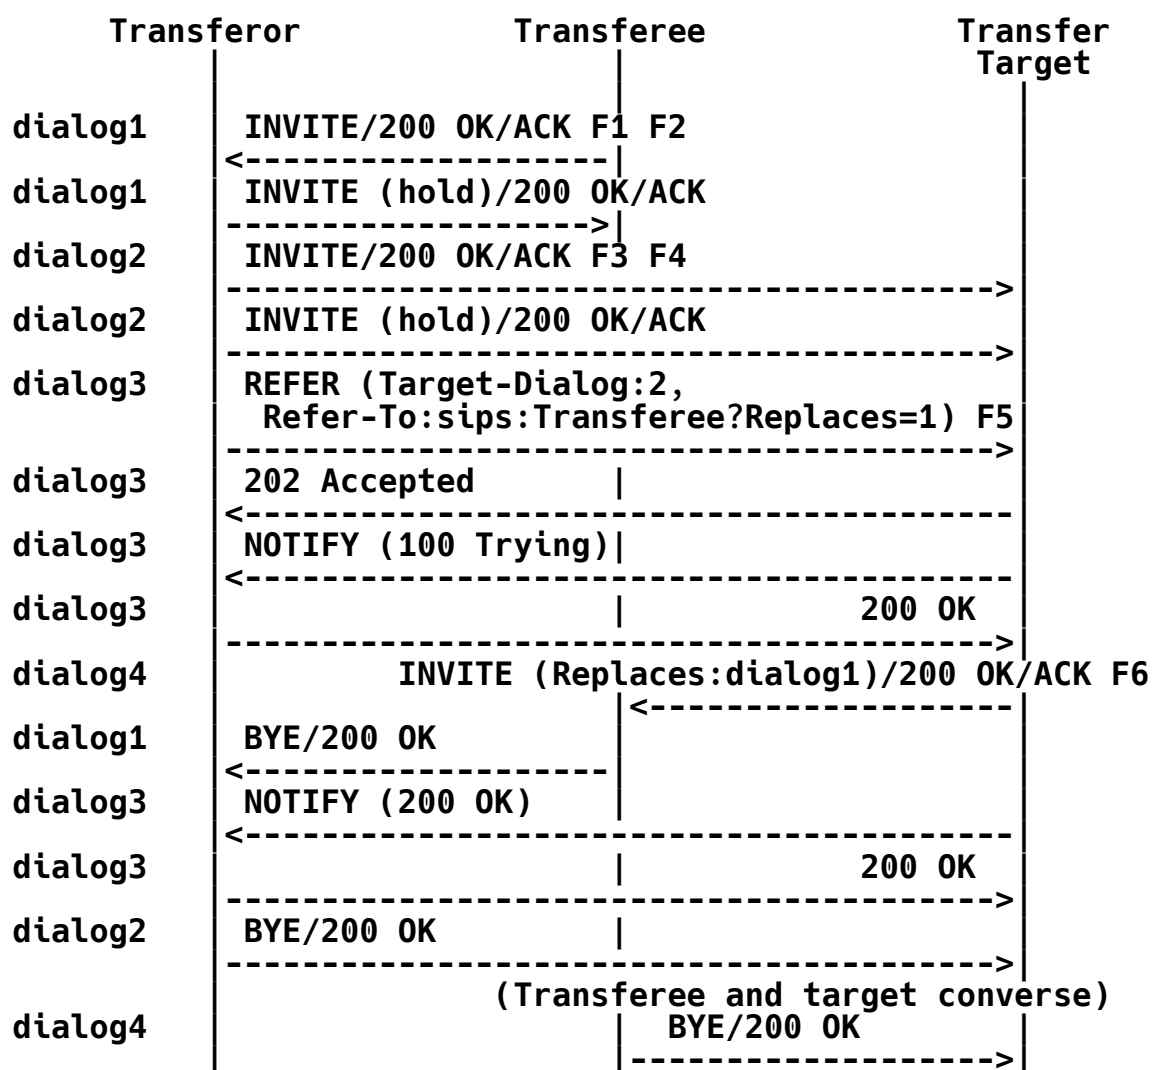 Transferor Transferee Transfer
Target
dialog1 INVITE/200 OK/ACK F1 F2
dialog1 INVITE (hold)/200 OK/ACK
dialog2 INVITE/200 OK/ACK F3 F4
dialog2 INVITE (hold)/200 OK/ACK
dialog3 REFER (Target-Dialog:2,
Refer-To:sips:Transferee?Replaces=1) F5
dialog3 202 Accepted
dialog3 NOTIFY (100 Trying)
dialog3 200 OK
dialog4 INVITE (Replaces:dialog1)/200 OK/ACK F6
dialog1 BYE/200 OK
dialog3 NOTIFY (200 OK)
dialog3 200 OK
dialog2 BYE/200 OK
(Transferee and target converse)
dialog4 BYE/200 OK